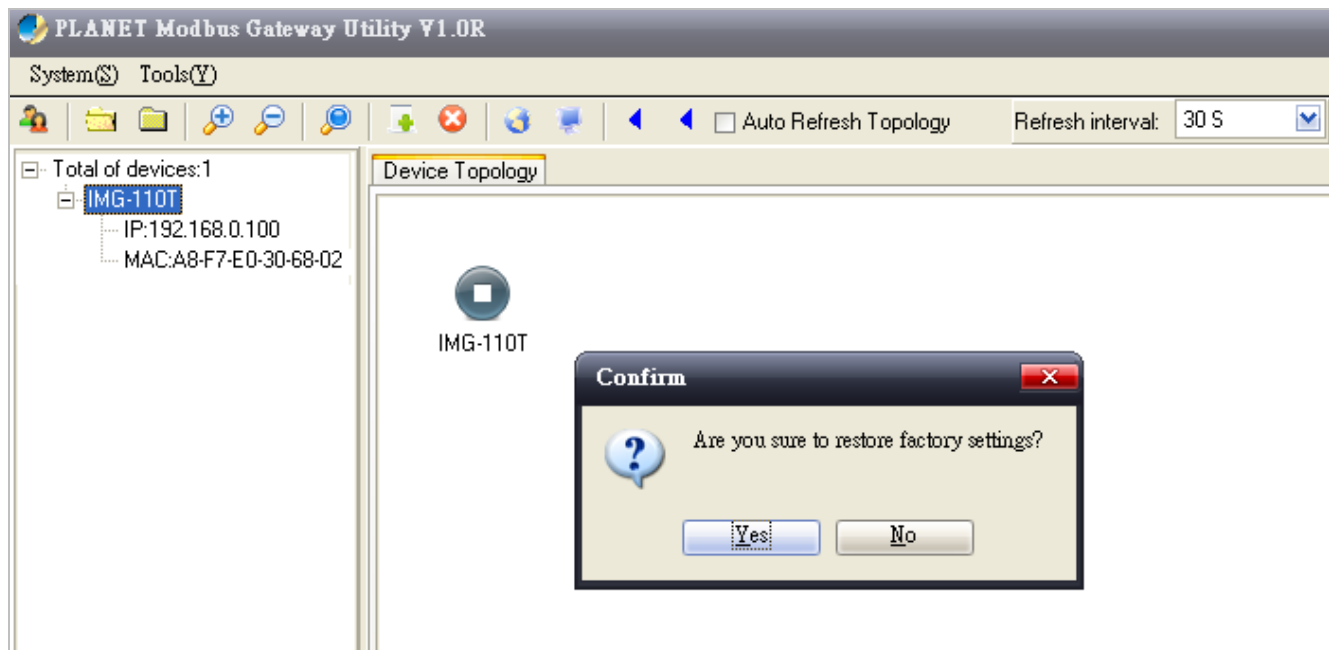 PLANET Modbus Gateway Utility V1.0R
System(S) Tools(Y)
Auto Refresh Topology Refresh interval: 30 S
Total of devices:1
IMG-110T
IP:192.168.0.100
MAC:A8-F7-E0-30-68-02
Device Topology
IMG-110T
Confirm
Are you sure to restore factory settings?
Yes No